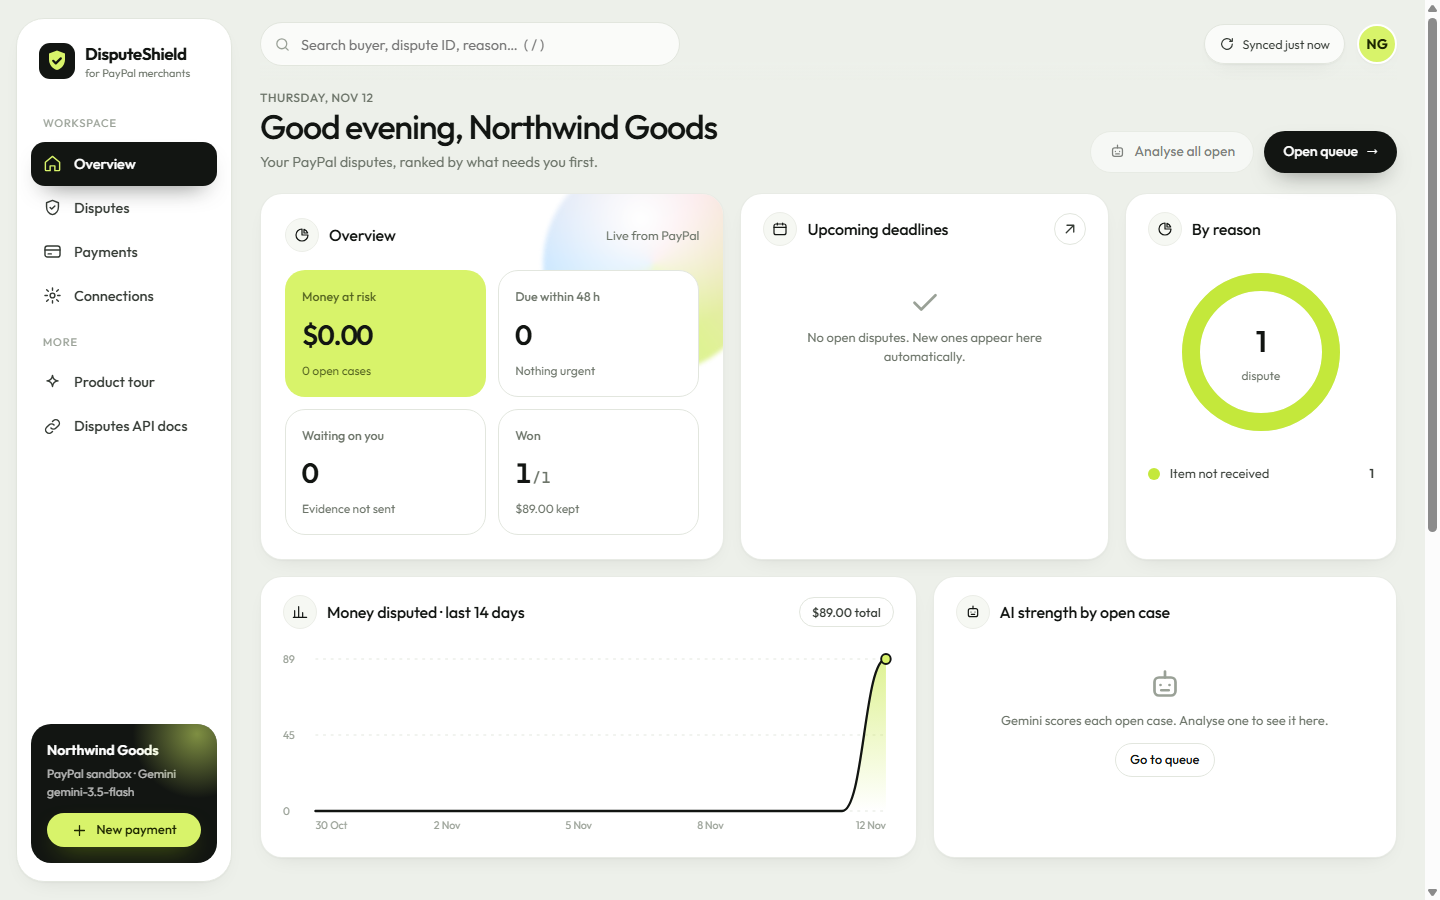 DisputeShield
for PayPal merchants
WORKSPACE
Overview
Disputes
Payments
Connections
MORE
Product tour
Disputes API docs
Northwind Goods
PayPal sandbox · Gemini
gemini-3.5-flash
New payment
Search buyer, dispute ID, reason... ( / )
Synced just now
NG
THURSDAY, NOV 12
Good evening, Northwind Goods
Your PayPal disputes, ranked by what needs you first.
Analyse all open
Open queue →
Overview
Live from PayPal
Money at risk
$0.00
0 open cases
Due within 48 h
0
Nothing urgent
Waiting on you
0
Evidence not sent
Won
1 / 1
$89.00 kept
Upcoming deadlines
No open disputes. New ones appear here
automatically.
By reason
1
dispute
Item not received 1
Money disputed · last 14 days
$89.00 total
89
45
0
30 Oct 2 Nov 5 Nov 8 Nov 12 Nov
AI strength by open case
Gemini scores each open case. Analyse one to see it here.
Go to queue